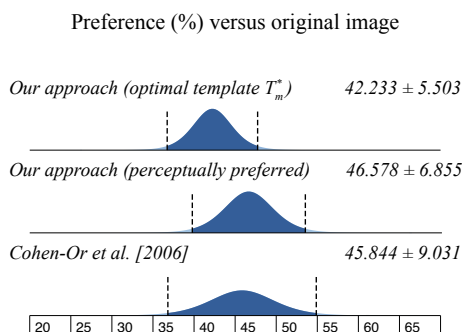 Preference (%) versus original image
Our approach (optimal template T*m) 42.233 ± 5.503
Our approach (perceptually preferred) 46.578 ± 6.855
Cohen-Or et al. [2006] 45.844 ± 9.031
20 25 30 35 40 45 50 55 60 65